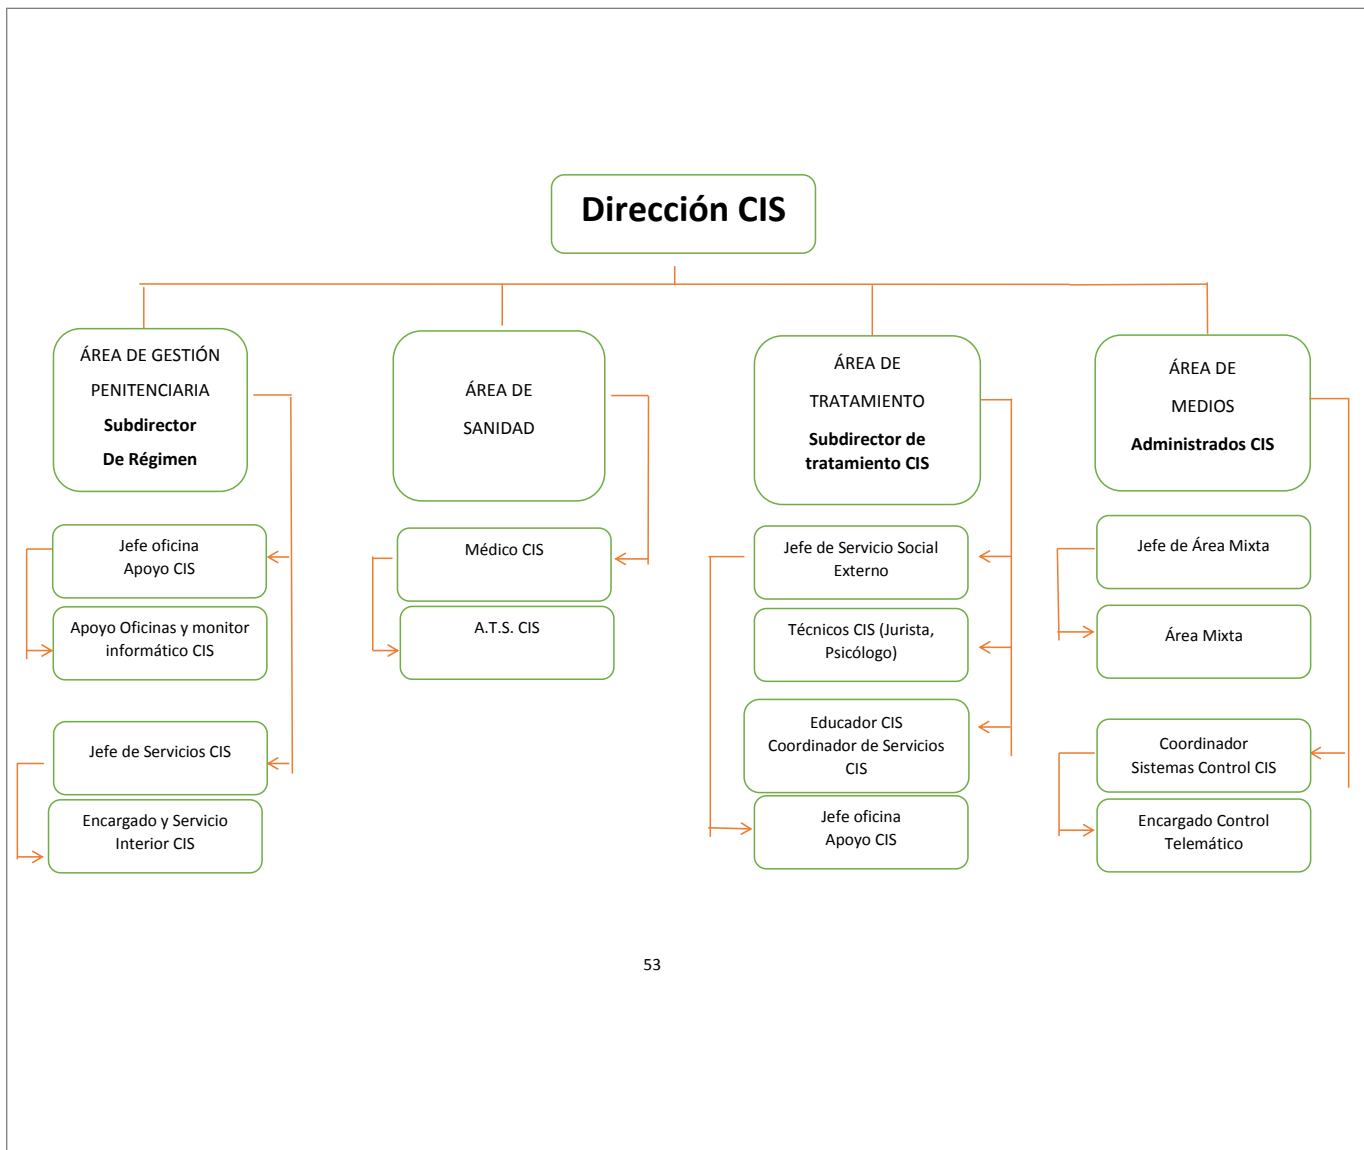 Dirección CIS
ÁREA DE GESTIÓN
PENITENCIARIA
Subdirector
De Régimen
Jefe oficina
Apoyo CIS
Apoyo Oficinas y monitor
informático CIS
Jefe de Servicios CIS
Encargado y Servicio
Interior CIS
ÁREA DE
SANIDAD
Médico CIS
A.T.S. CIS
ÁREA DE
TRATAMIENTO
Subdirector de
tratamiento CIS
Jefe de Servicio Social
Externo
Técnicos CIS (Jurista,
Psicólogo)
Educador CIS
Coordinador de Servicios
CIS
Jefe oficina
Apoyo CIS
ÁREA DE
MEDIOS
Administrados CIS
Jefe de Área Mixta
Área Mixta
Coordinador
Sistemas Control CIS
Encargado Control
Telemático
53